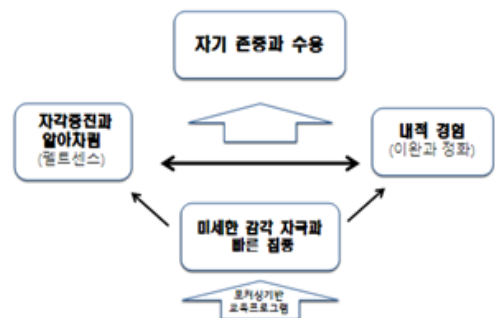 자기 존중과 수용
자각증진과
알아차림
(펠트센스)
내적 경험
(이완과 정화)
미세한 감각 자극과
빠른 집중
포커싱기반
교육프로그램